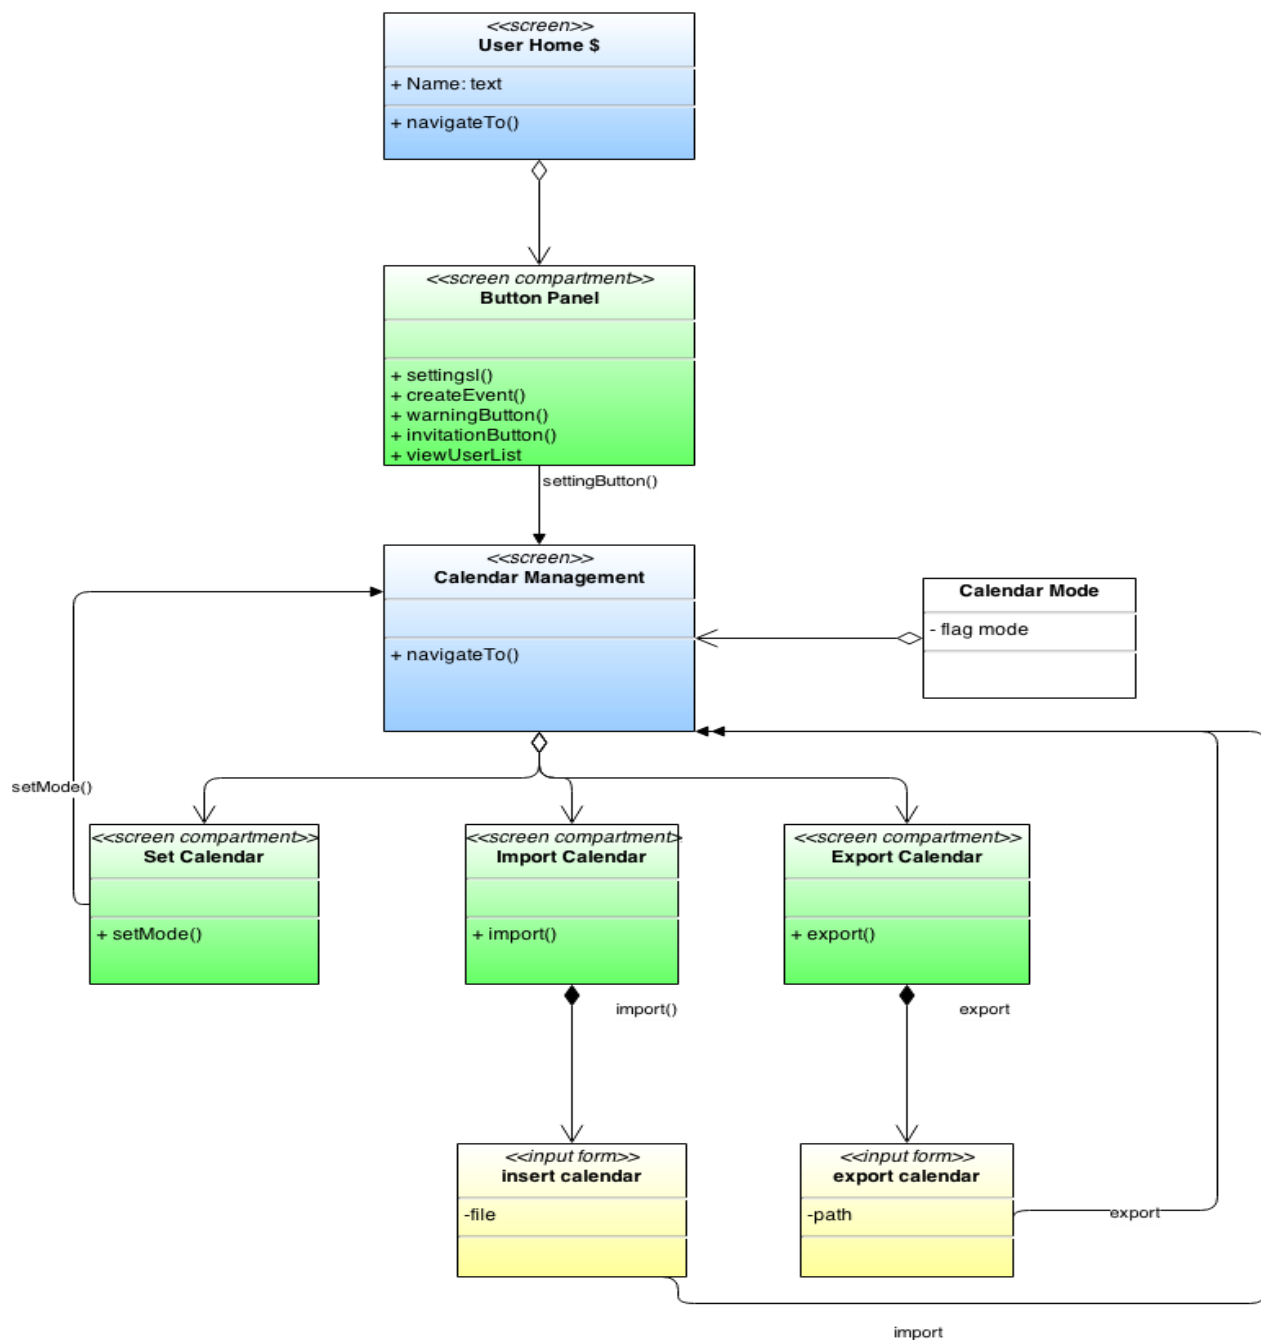 <<screen>>
User Home $
+ Name: text
+ navigateTo()
<<screen compartment>>
Button Panel
+ settingsI()
+ createEvent()
+ warningButton()
+ invitationButton()
+ viewUserList
settingButton()
<<screen>>
Calendar Management
+ navigateTo()
Calendar Mode
- flag mode
setMode()
<<screen compartment>>
Set Calendar
+ setMode()
<<screen compartment>>
Import Calendar
+ import()
<<screen compartment>>
Export Calendar
+ export()
import()
export
<<input form>>
insert calendar
-file
<<input form>>
export calendar
-path
export
import